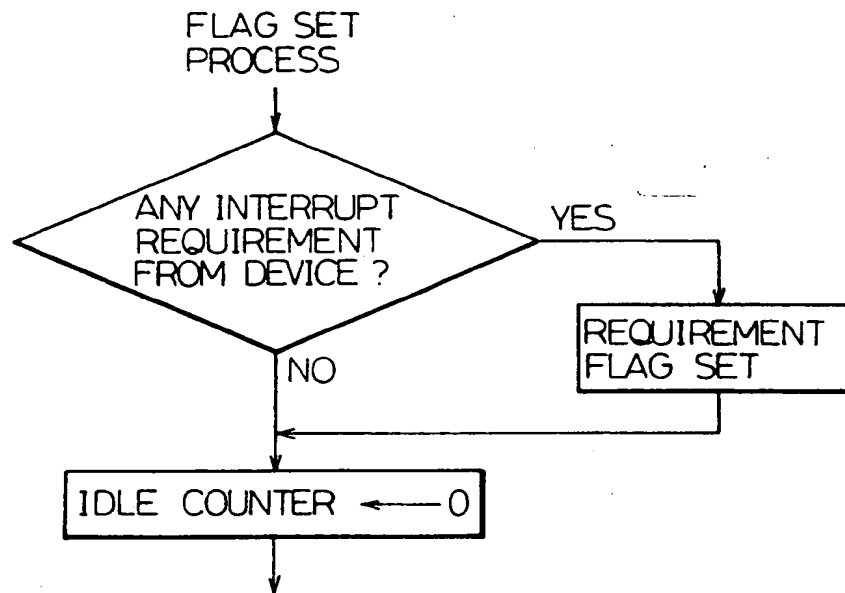 FLAG SET
PROCESS
ANY INTERRUPT
REQUIREMENT
FROM DEVICE ?
YES
REQUIREMENT
FLAG SET
NO
IDLE COUNTER ← 0